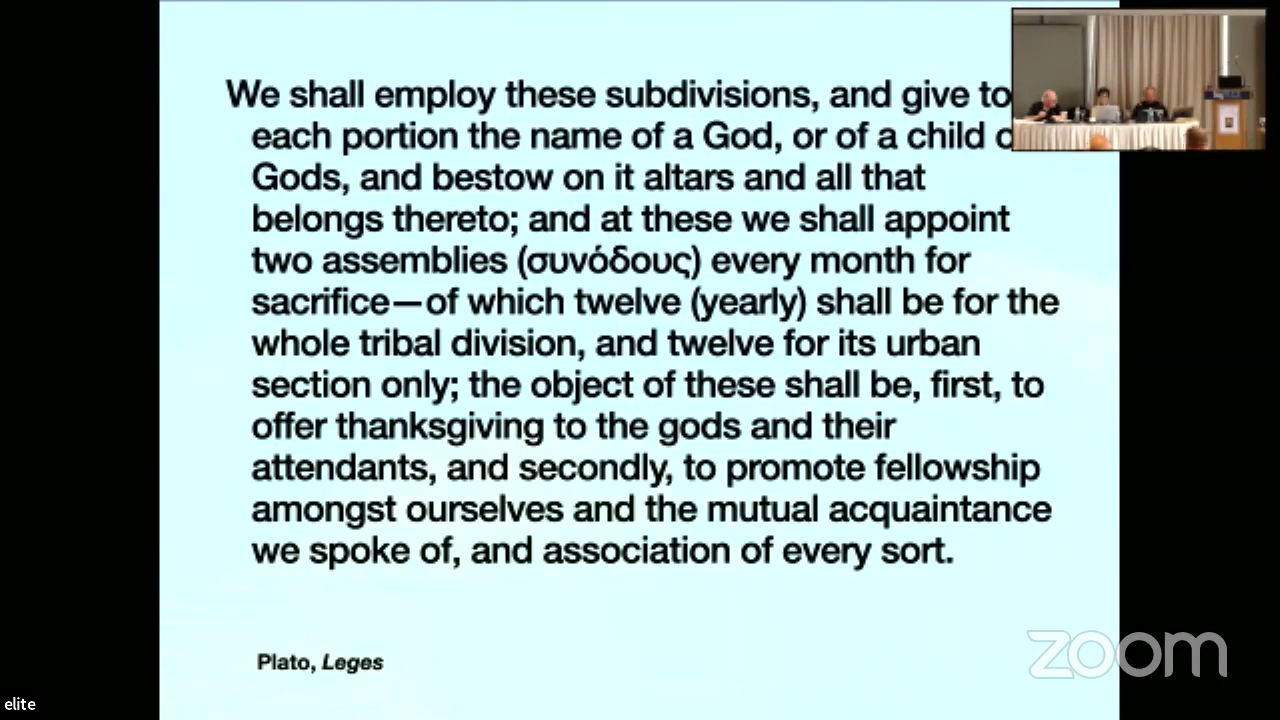 We shall employ these subdivisions, and give to
each portion the name of a God, or of a child
Gods, and bestow on it altars and all that
belongs thereto; and at these we shall appoint
two assemblies (συνόδους) every month for
sacrifice—of which twelve (yearly) shall be for the
whole tribal division, and twelve for its urban
section only; the object of these shall be, first, to
offer thanksgiving to the gods and their
attendants, and secondly, to promote fellowship
amongst ourselves and the mutual acquaintance
we spoke of, and association of every sort.
Plato, Leges
zoom
elite